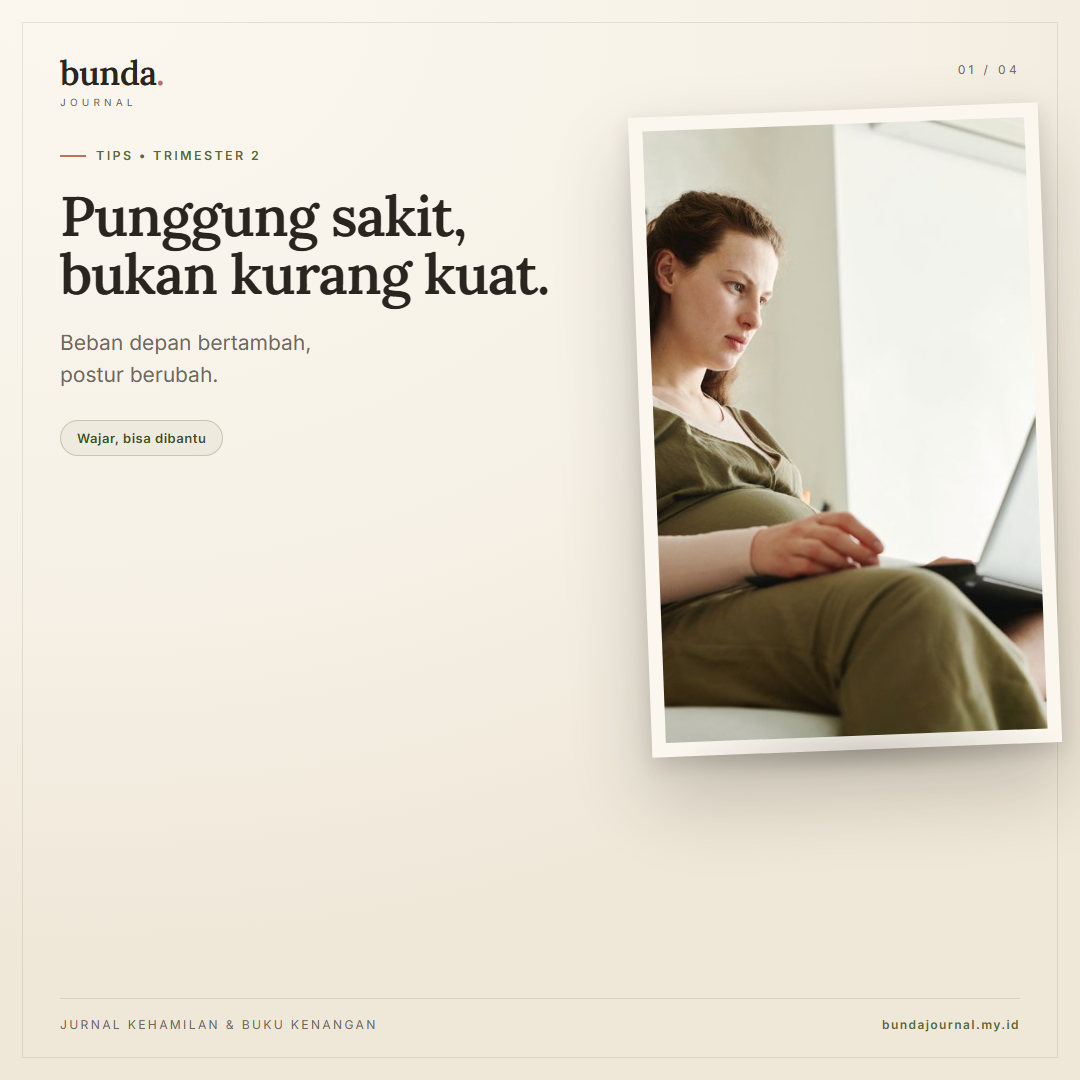 bunda.
JOURNAL
01 / 04
TIPS • TRIMESTER 2
Punggung sakit,
bukan kurang kuat.
Beban depan bertambah,
postur berubah.
Wajar, bisa dibantu
JURNAL KEHAMILAN & BUKU KENANGAN
bundajournal.my.id